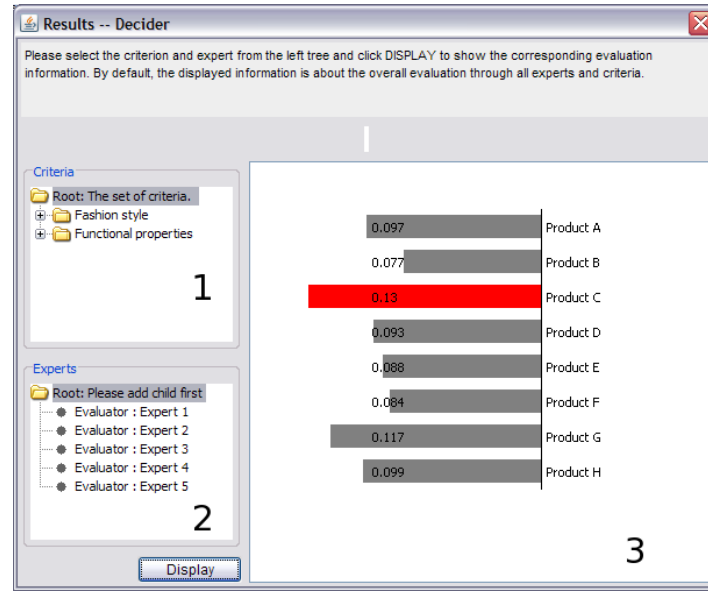 Results -- Decider
Please select the criterion and expert from the left tree and click DISPLAY to show the corresponding evaluation
information. By default, the displayed information is about the overall evaluation through all experts and criteria.
Criteria
Root: The set of criteria.
Fashion style
Functional properties
1
Experts
Root: Please add child first
Evaluator : Expert 1
Evaluator : Expert 2
Evaluator : Expert 3
Evaluator : Expert 4
Evaluator : Expert 5
2
Display
0.097 Product A
0.077 Product B
0.13 Product C
0.093 Product D
0.088 Product E
0.084 Product F
0.117 Product G
0.099 Product H
3